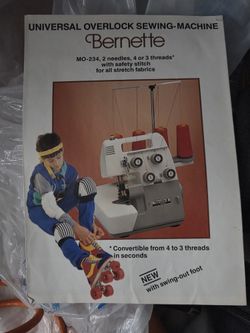 UNIVERSAL OVERLOCK SEWING-MACHINE
Bernette
MO-234, 2 needles, 4 or 3 threads*
with safety stitch
for all stretch fabrics
* Convertible from 4 to 3 threads
in seconds
NEW
with swing-out foot